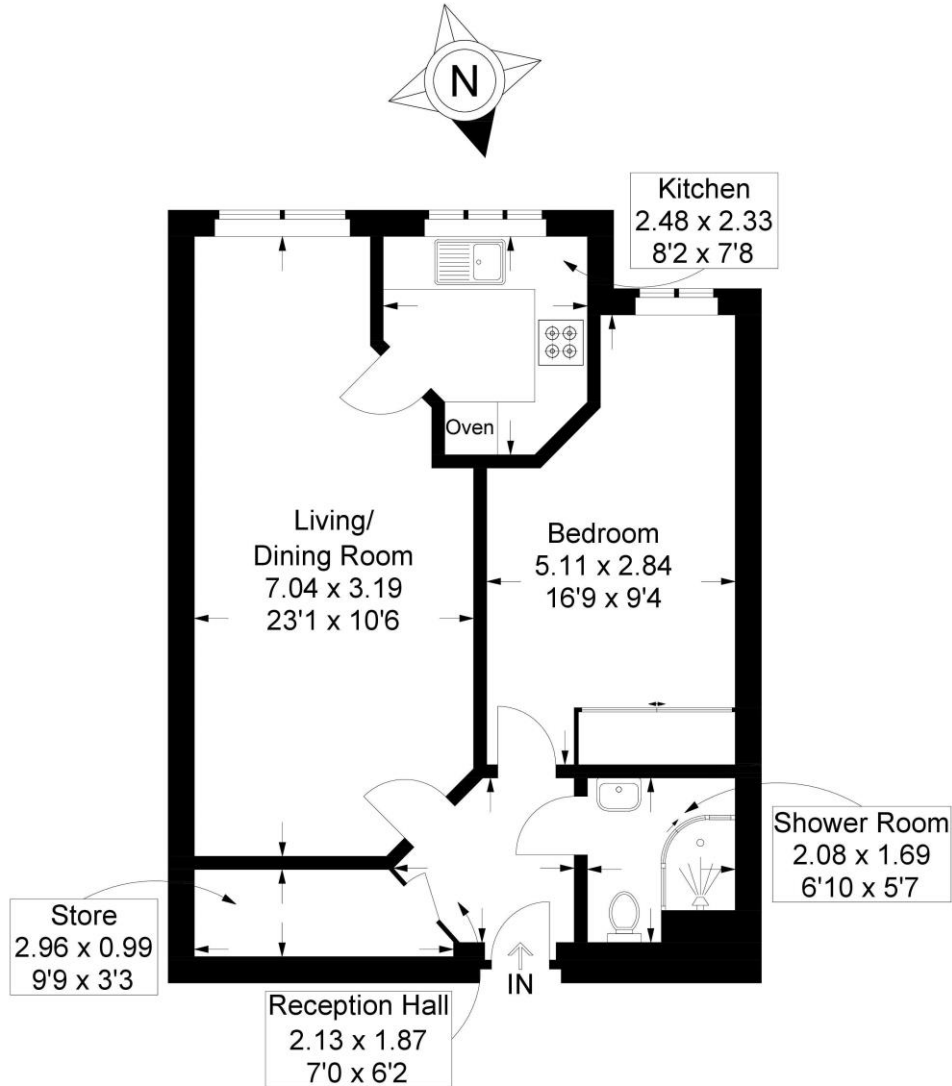 N
Kitchen
2.48 x 2.33
8'2 x 7'8
Oven
Living/
Dining Room
7.04 x 3.19
23'1 x 10'6
Bedroom
5.11 x 2.84
16'9 x 9'4
Shower Room
2.08 x 1.69
6'10 x 5'7
Store
2.96 x 0.99
9'9 x 3'3
IN
Reception Hall
2.13 x 1.87
7'0 x 6'2